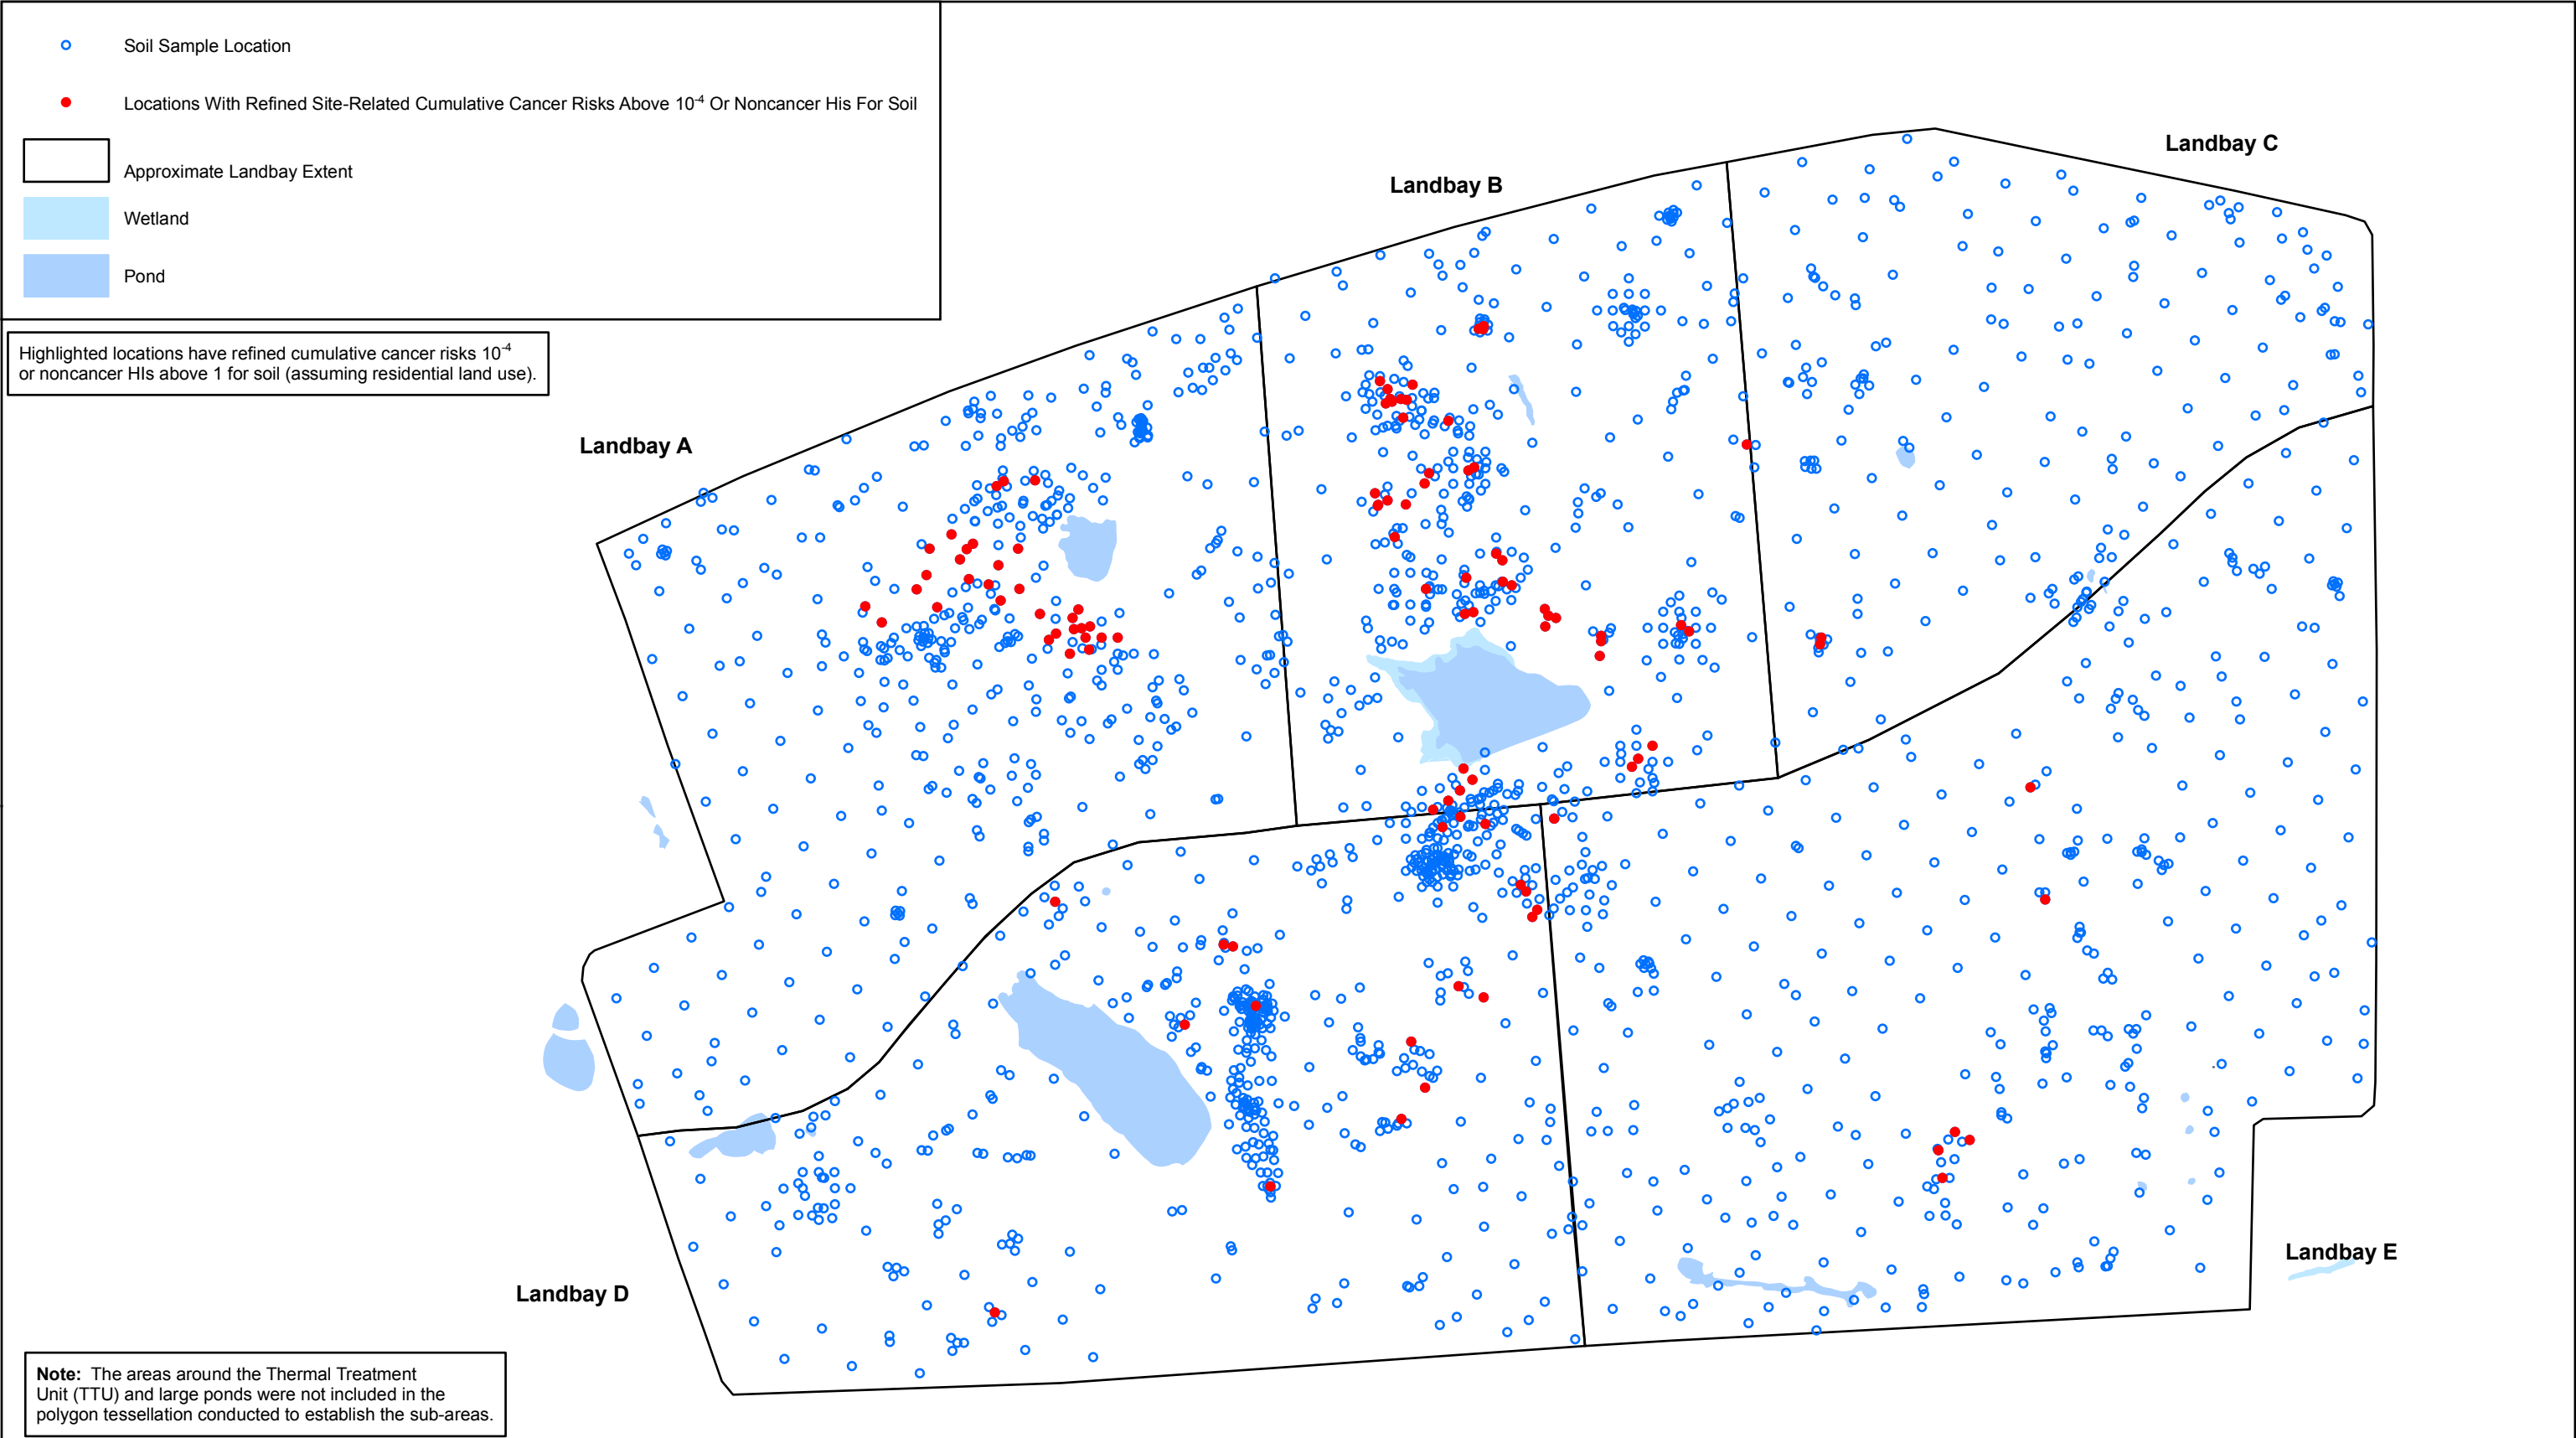 Soil Sample Location
Locations With Refined Site-Related Cumulative Cancer Risks Above 10-4 Or Noncancer His For Soil
Approximate Landbay Extent
Wetland
Pond
Highlighted locations have refined cumulative cancer risks 10-4
or noncancer HIs above 1 for soil (assuming residential land use).
Landbay C
Landbay B
Landbay A
Landbay E
Landbay D
Note: The areas around the Thermal Treatment
Unit (TTU) and large ponds were not included in the
polygon tessellation conducted to establish the sub-areas.